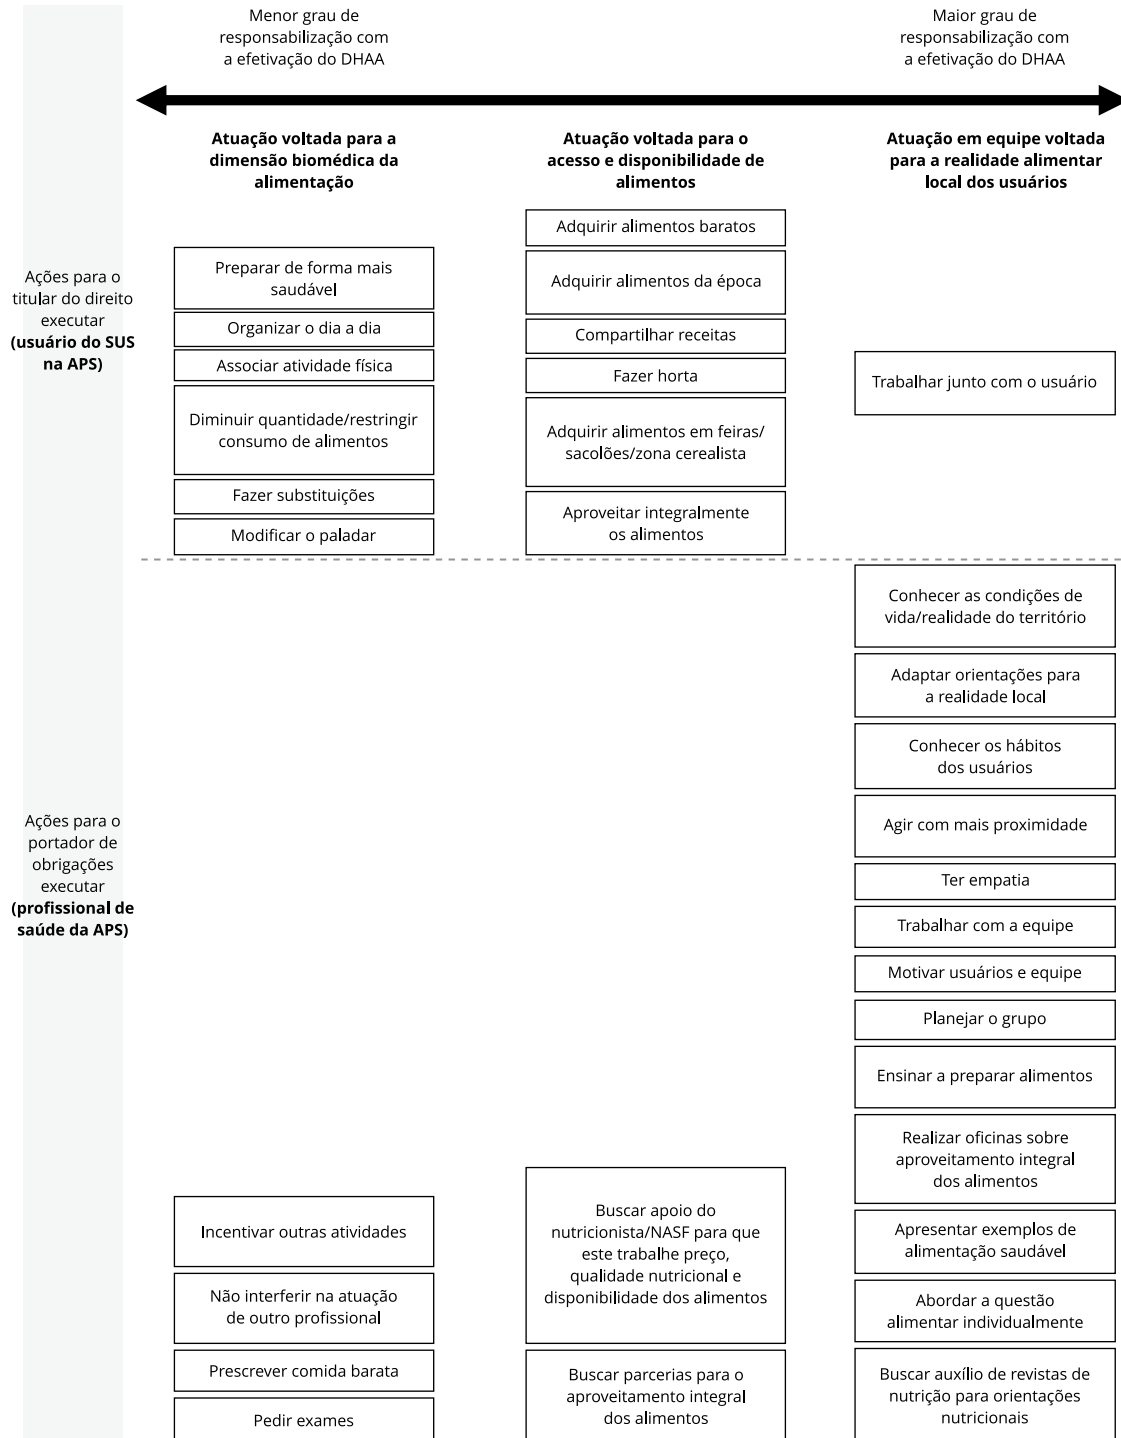 Menor grau de
responsabilização com
a efetivação do DHAA
Maior grau de
responsabilização com
a efetivação do DHAA
Atuação voltada para a
dimensão biomédica da
alimentação
Atuação voltada para o
acesso e disponibilidade de
alimentos
Atuação em equipe voltada
para a realidade alimentar
local dos usuários
Ações para o
titular do direito
executar
(usuário do SUS
na APS)
Preparar de forma mais
saudável
Organizar o dia a dia
Associar atividade física
Diminuir quantidade/restringir
consumo de alimentos
Fazer substituições
Modificar o paladar
Adquirir alimentos baratos
Adquirir alimentos da época
Compartilhar receitas
Fazer horta
Adquirir alimentos em feiras/
sacolões/zona cerealista
Aproveitar integralmente
os alimentos
Trabalhar junto com o usuário
Ações para o
portador de
obrigações
executar
(profissional de
saúde da APS)
Incentivar outras atividades
Não interferir na atuação
de outro profissional
Prescrever comida barata
Pedir exames
Buscar apoio do
nutricionista/NASF para que
este trabalhe preço,
qualidade nutricional e
disponibilidade dos alimentos
Buscar parcerias para o
aproveitamento integral
dos alimentos
Conhecer as condições de
vida/realidade do território
Adaptar orientações para
a realidade local
Conhecer os hábitos
dos usuários
Agir com mais proximidade
Ter empatia
Trabalhar com a equipe
Motivar usuários e equipe
Planejar o grupo
Ensinar a preparar alimentos
Realizar oficinas sobre
aproveitamento integral
dos alimentos
Apresentar exemplos de
alimentação saudável
Abordar a questão
alimentar individualmente
Buscar auxílio de revistas de
nutrição para orientações
nutricionais